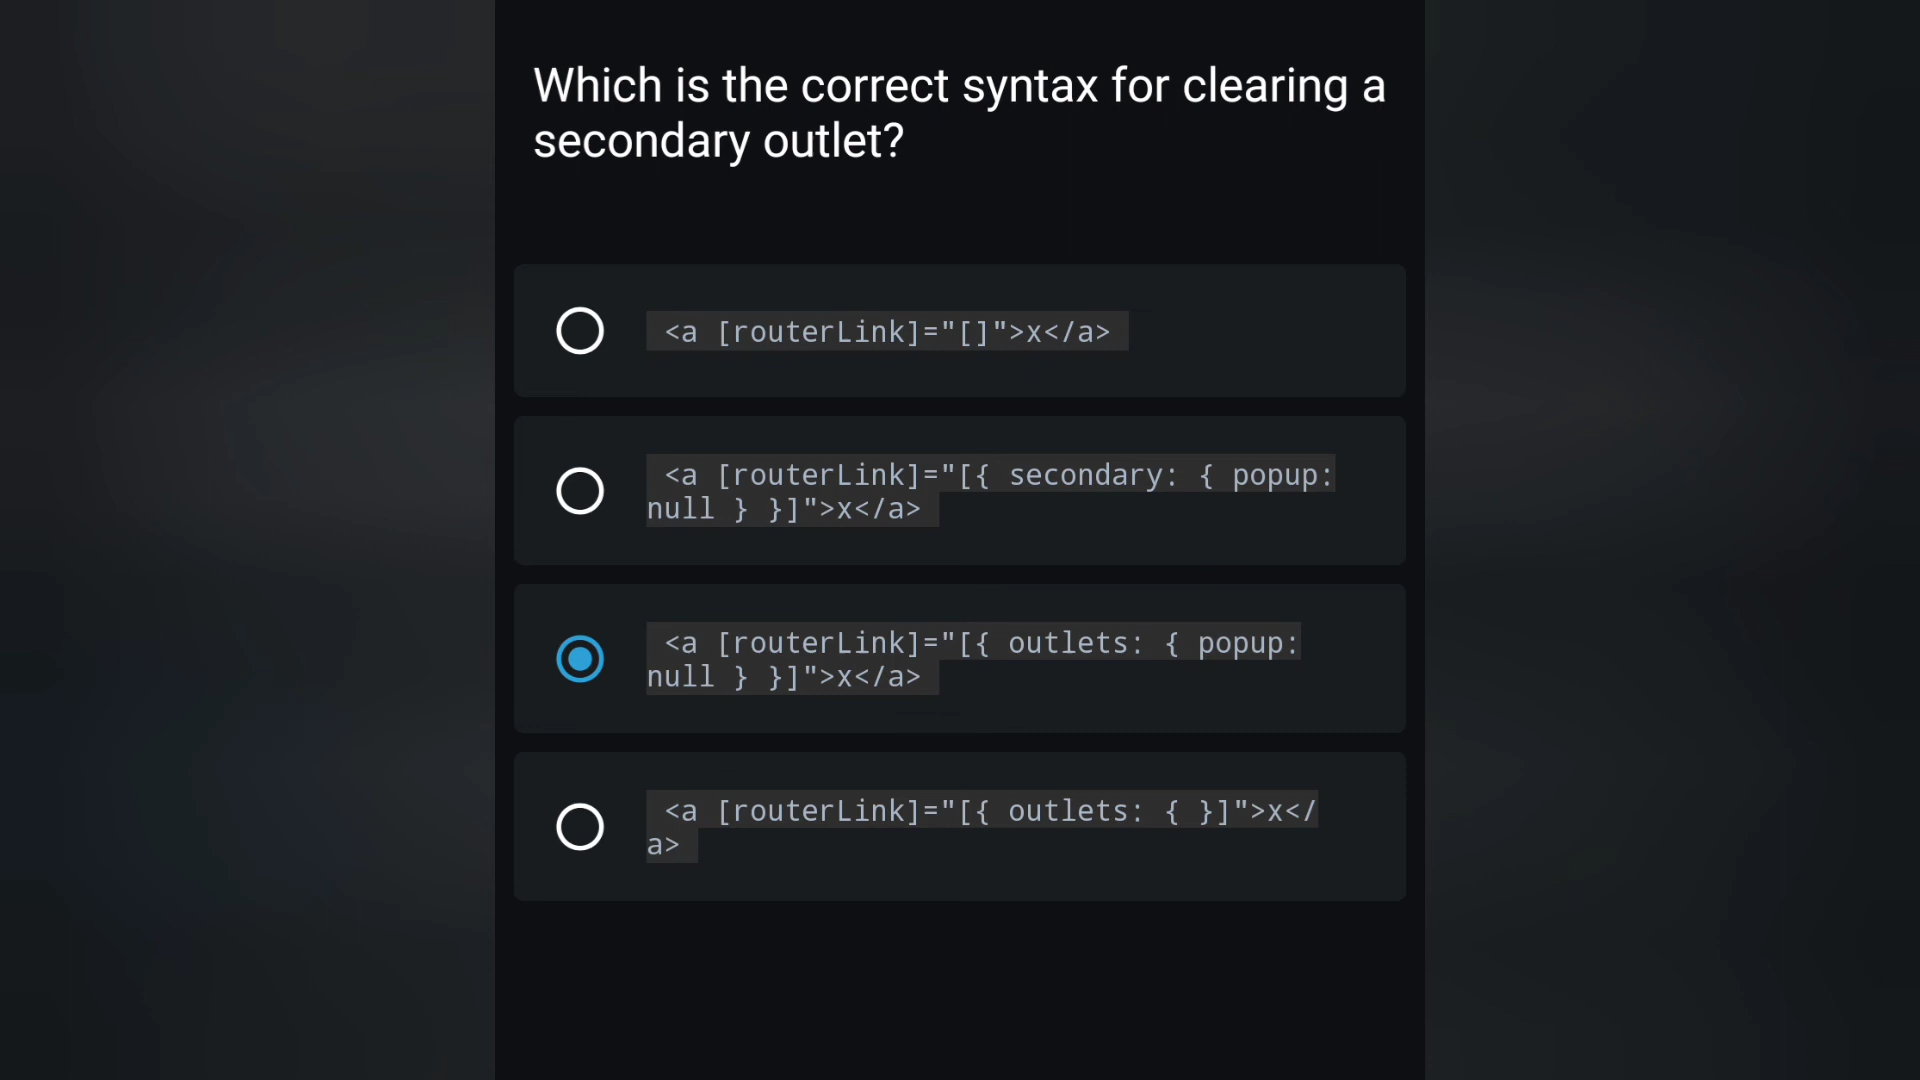 Which is the correct syntax for clearing a
secondary outlet?
<a [routerLink]="[]">x</a>
<a [routerLink]="[{ secondary: { popup:
null } }]">x</a>
<a [routerLink]="[{ outlets: { popup:
null } }]">x</a>
<a [routerLink]="[{ outlets: { }]">x</
a>